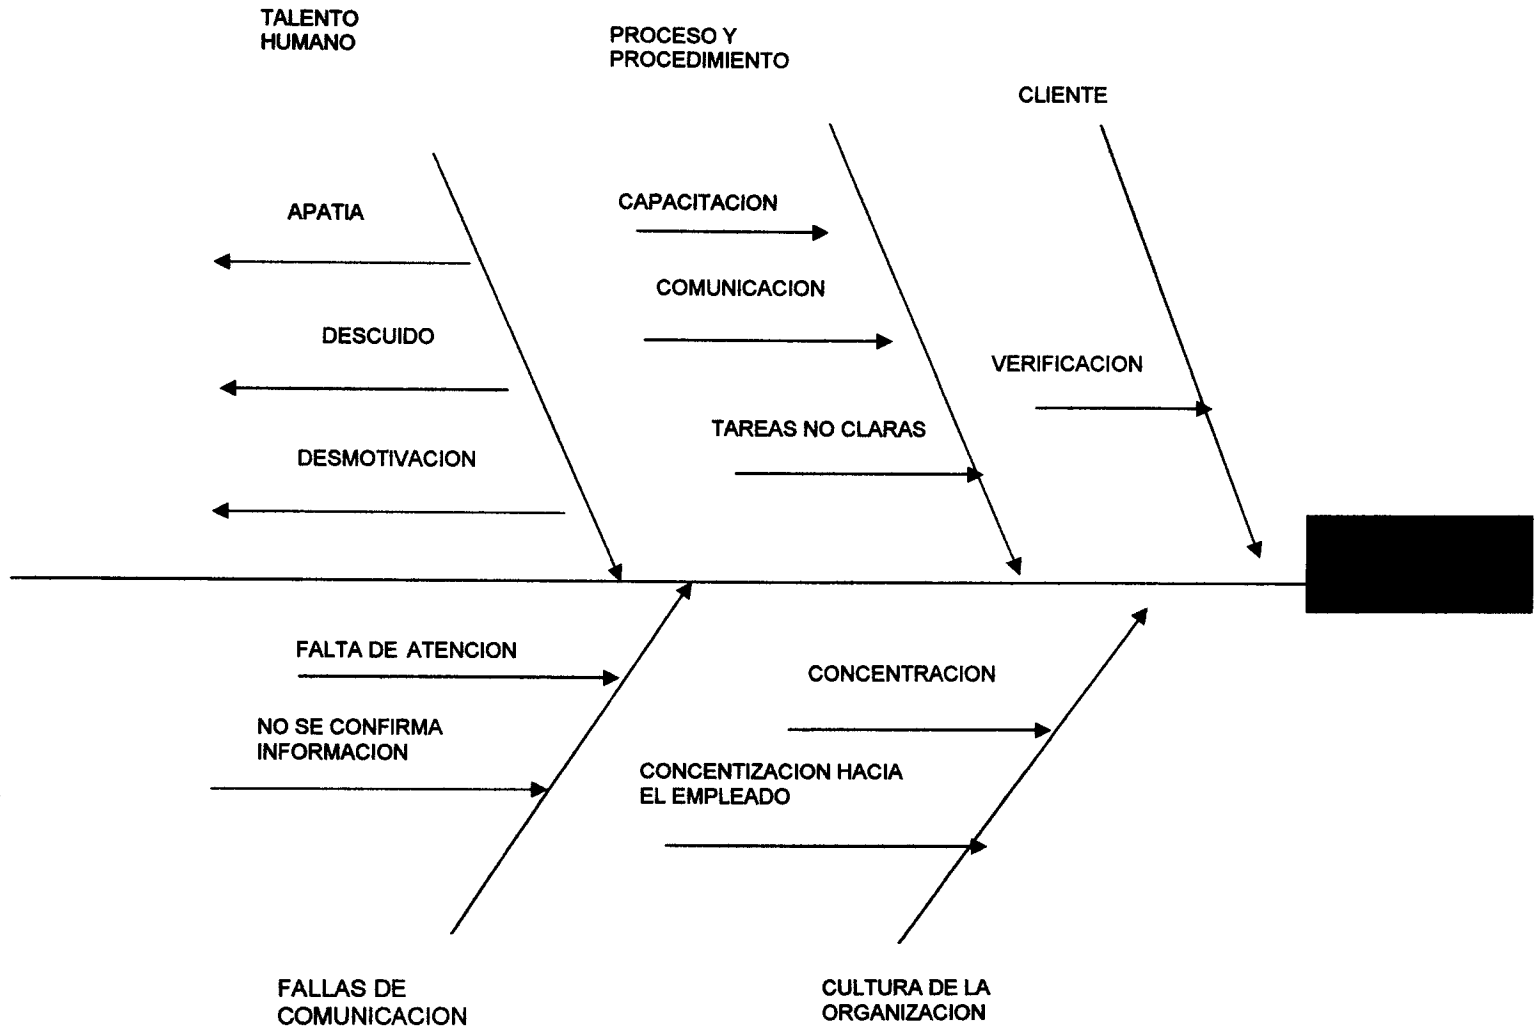 TALENTO
HUMANO
PROCESO Y
PROCEDIMIENTO
CLIENTE
APATIA
CAPACITACION
COMUNICACION
DESCUIDO
VERIFICACION
TAREAS NO CLARAS
DESMOTIVACION
FALTA DE ATENCION
CONCENTRACION
NO SE CONFIRMA
INFORMACION
CONCENTIZACION HACIA
EL EMPLEADO
FALLAS DE
COMUNICACION
CULTURA DE LA
ORGANIZACION